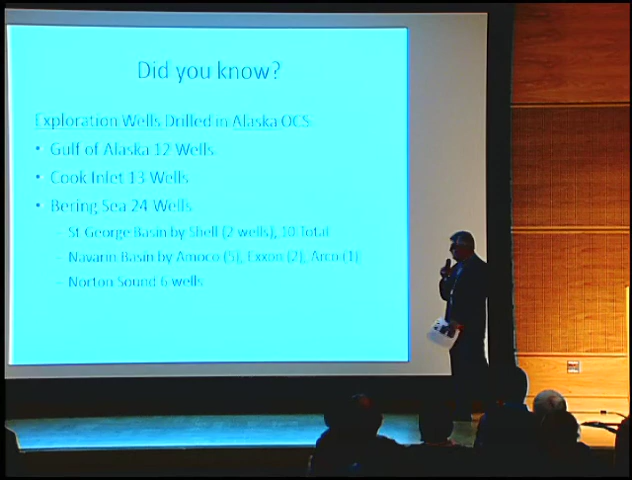 Did you know?
Exploration Wells Drilled in Alaska OCS
• Gulf of Alaska 12 Wells
• Cook Inlet 13 Wells
• Bering Sea 24 Wells
– St George Basin by Shell (2 wells), 10 Total
– Navarin Basin by Amoco (5), Exxon (2), Arco (1)
– Norton Sound 6 wells